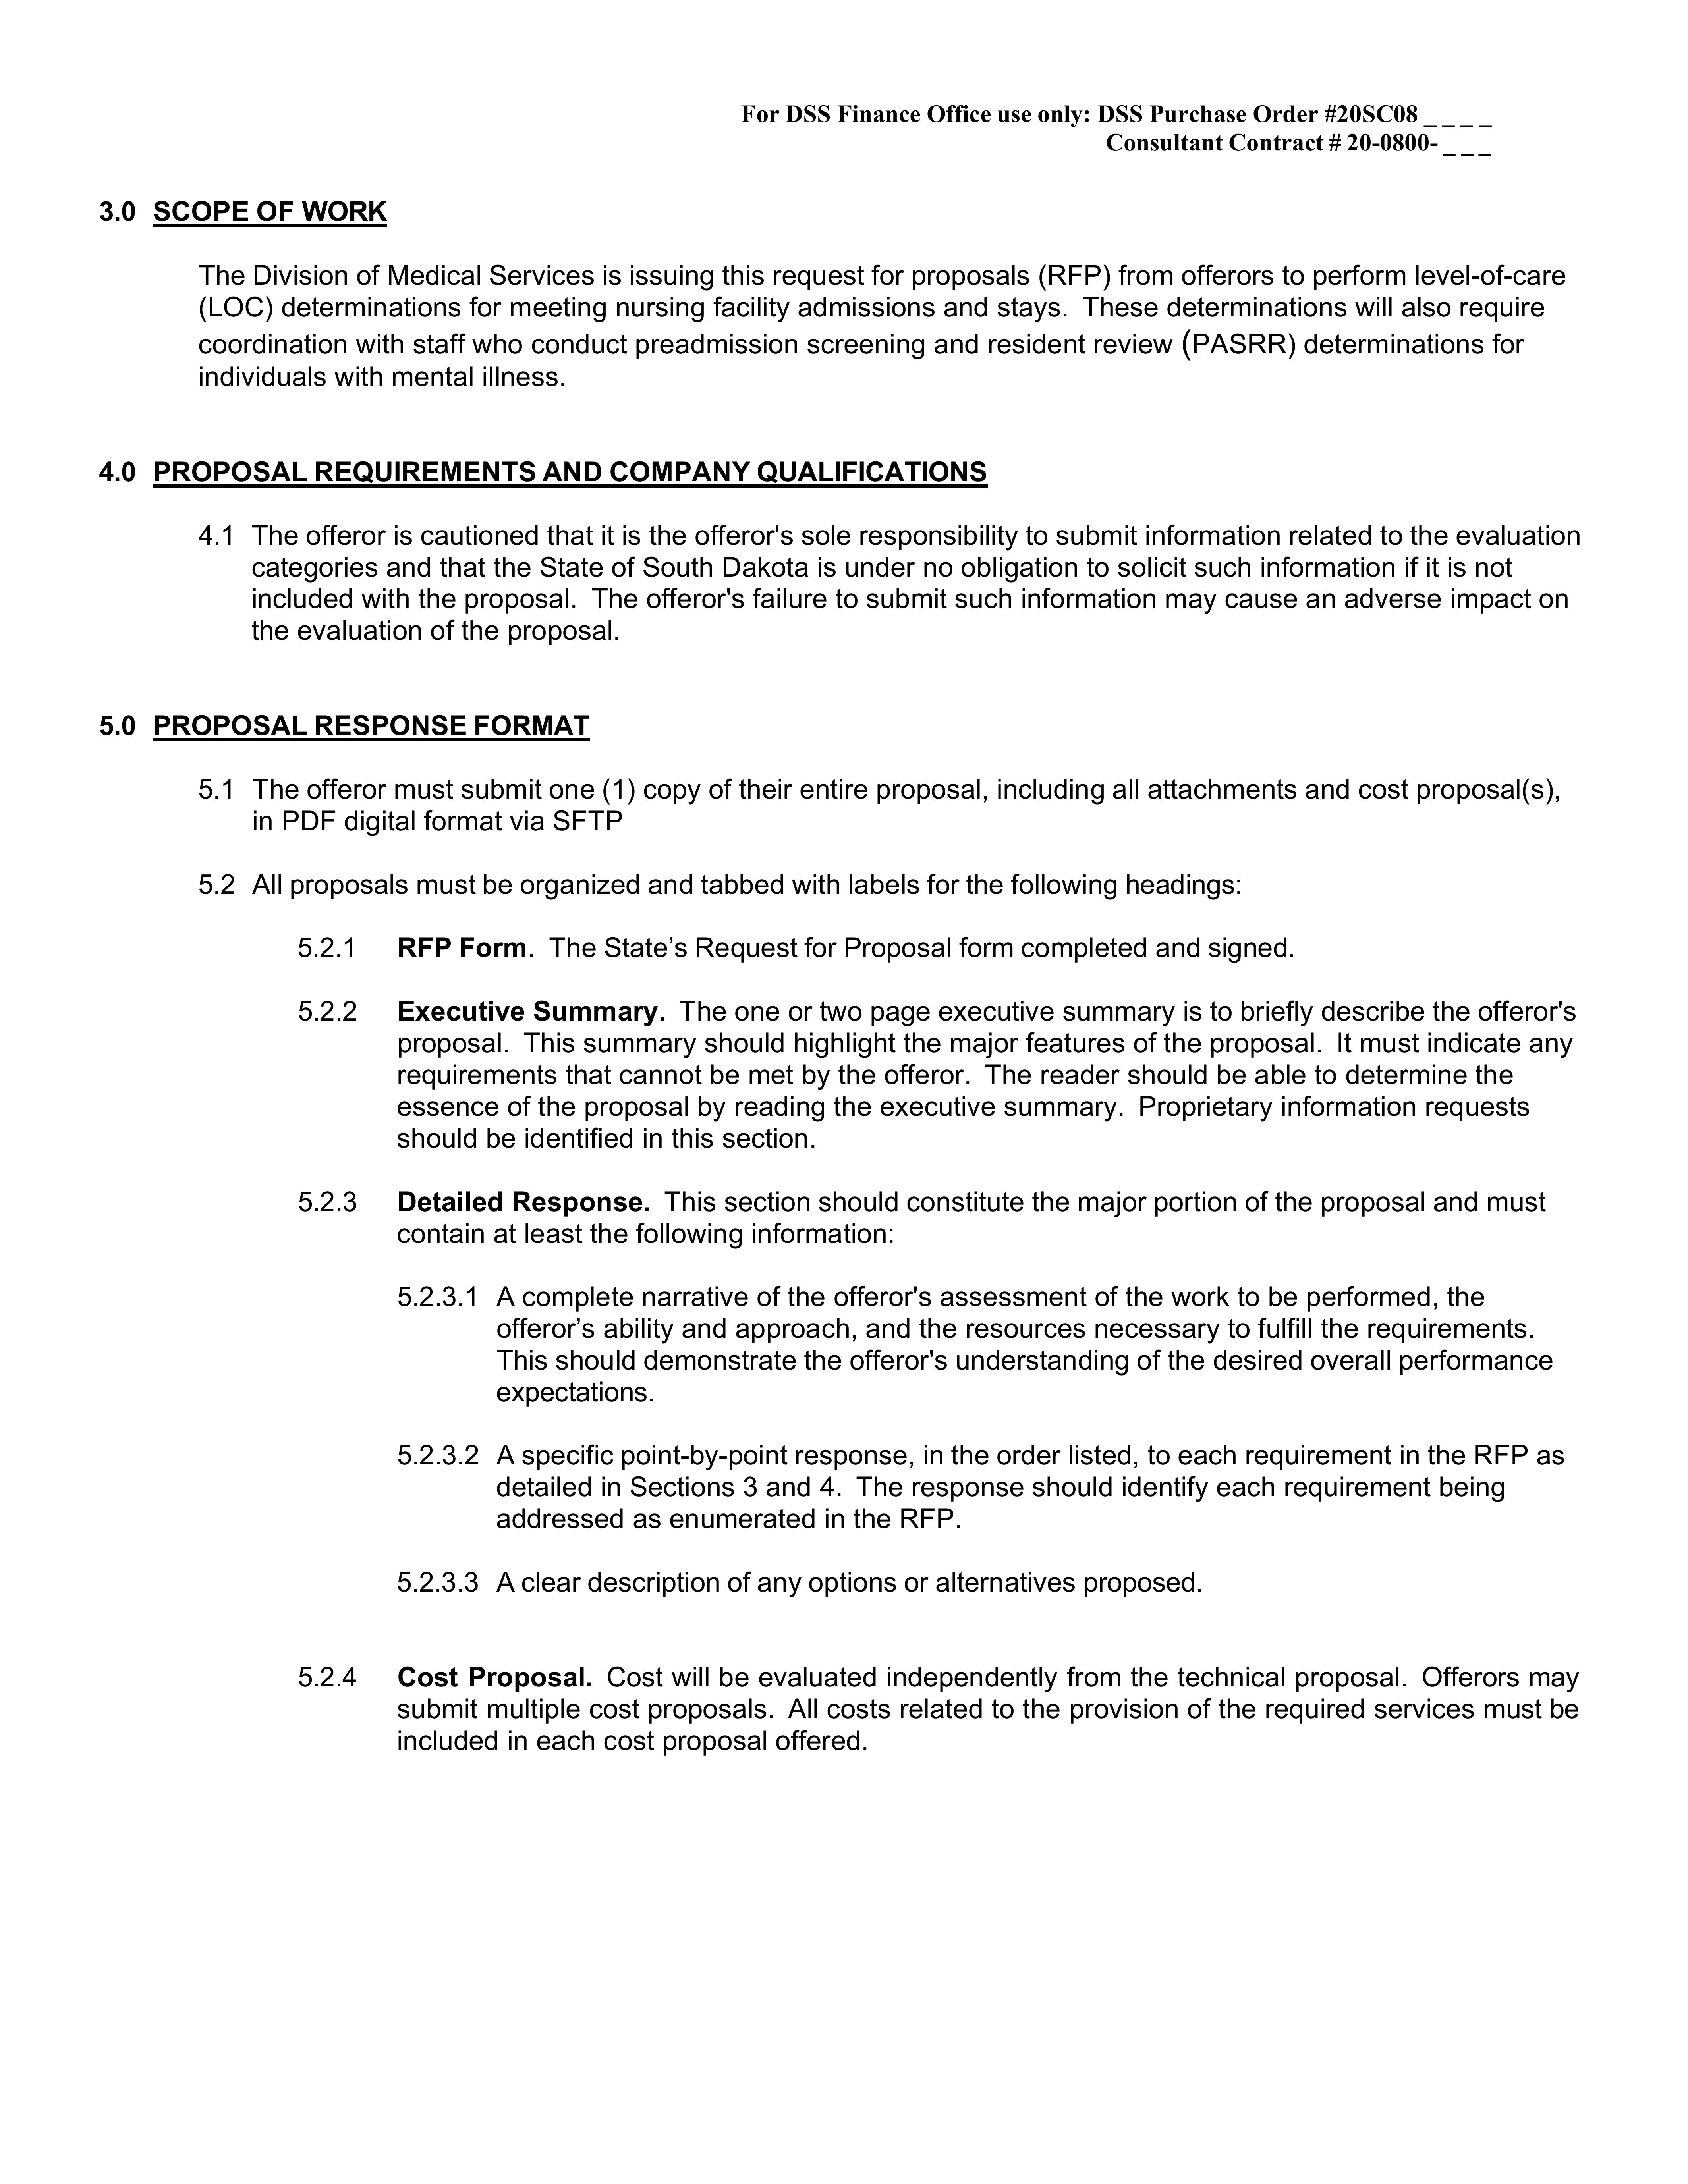 For DSS Finance Office use only: DSS Purchase Order #20SC08 _ _ _ _
Consultant Contract # 20-0800- _ _ _
3.0 SCOPE OF WORK
The Division of Medical Services is issuing this request for proposals (RFP) from offerors to perform level-of-care
(LOC) determinations for meeting nursing facility admissions and stays. These determinations will also require
coordination with staff who conduct preadmission screening and resident review (PASRR) determinations for
individuals with mental illness.
4.0 PROPOSAL REQUIREMENTS AND COMPANY QUALIFICATIONS
4.1 The offeror is cautioned that it is the offeror's sole responsibility to submit information related to the evaluation
categories and that the State of South Dakota is under no obligation to solicit such information if it is not
included with the proposal. The offeror's failure to submit such information may cause an adverse impact on
the evaluation of the proposal.
5.0 PROPOSAL RESPONSE FORMAT
5.1 The offeror must submit one (1) copy of their entire proposal, including all attachments and cost proposal(s),
in PDF digital format via SFTP
5.2 All proposals must be organized and tabbed with labels for the following headings:
5.2.1 RFP Form. The State’s Request for Proposal form completed and signed.
5.2.2 Executive Summary. The one or two page executive summary is to briefly describe the offeror's
proposal. This summary should highlight the major features of the proposal. It must indicate any
requirements that cannot be met by the offeror. The reader should be able to determine the
essence of the proposal by reading the executive summary. Proprietary information requests
should be identified in this section.
5.2.3 Detailed Response. This section should constitute the major portion of the proposal and must
contain at least the following information:
5.2.3.1 A complete narrative of the offeror's assessment of the work to be performed, the
offeror’s ability and approach, and the resources necessary to fulfill the requirements.
This should demonstrate the offeror's understanding of the desired overall performance
expectations.
5.2.3.2 A specific point-by-point response, in the order listed, to each requirement in the RFP as
detailed in Sections 3 and 4. The response should identify each requirement being
addressed as enumerated in the RFP.
5.2.3.3 A clear description of any options or alternatives proposed.
5.2.4 Cost Proposal. Cost will be evaluated independently from the technical proposal. Offerors may
submit multiple cost proposals. All costs related to the provision of the required services must be
included in each cost proposal offered.